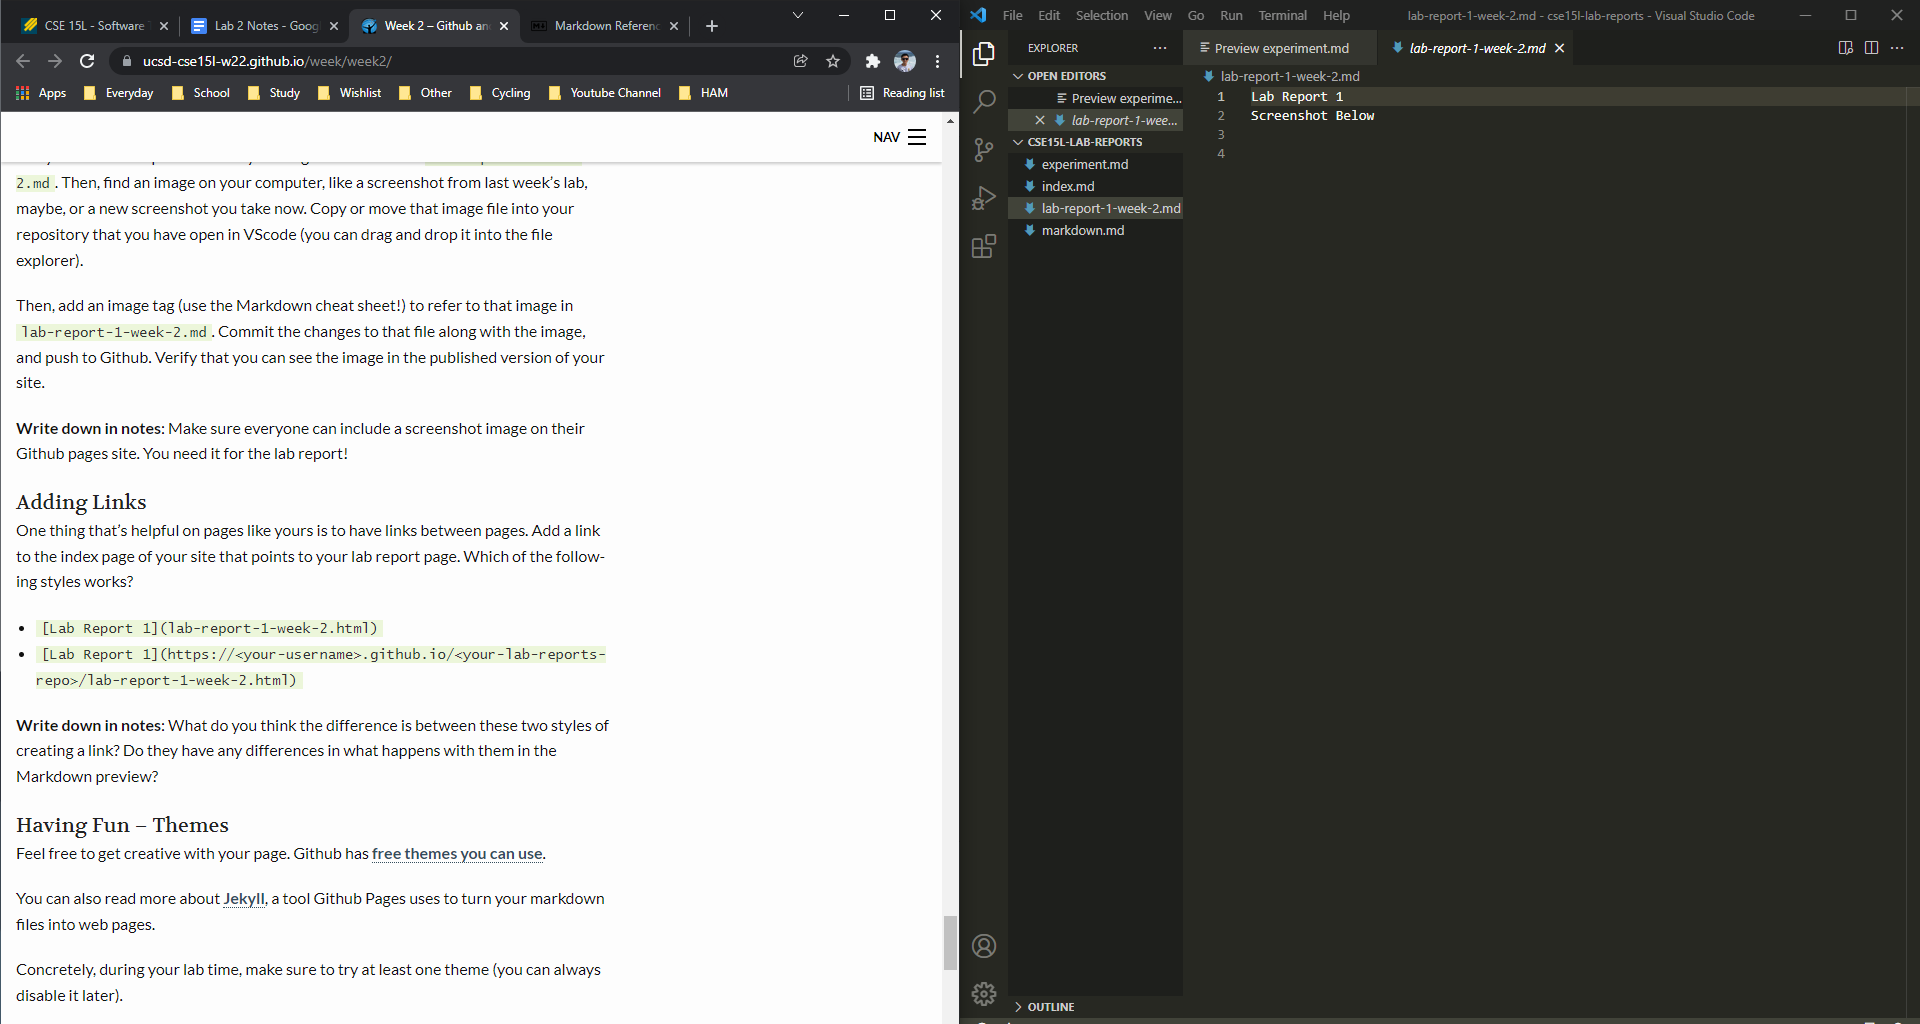 CSE 15L - Software T
Lab 2 Notes - Goog
Week 2 – Github an
Markdown Referenc
ucsd-cse15l-w22.github.io/week/week2/
Apps
Everyday
School
Study
Wishlist
Other
Cycling
Youtube Channel
HAM
Reading list
NAV
2.md . Then, find an image on your computer, like a screenshot from last week’s lab,
maybe, or a new screenshot you take now. Copy or move that image file into your
repository that you have open in VScode (you can drag and drop it into the file
explorer).
Then, add an image tag (use the Markdown cheat sheet!) to refer to that image in
lab-report-1-week-2.md . Commit the changes to that file along with the image,
and push to Github. Verify that you can see the image in the published version of your
site.
Write down in notes: Make sure everyone can include a screenshot image on their
Github pages site. You need it for the lab report!
Adding Links
One thing that’s helpful on pages like yours is to have links between pages. Add a link
to the index page of your site that points to your lab report page. Which of the follow-
ing styles works?
• [Lab Report 1](lab-report-1-week-2.html)
• [Lab Report 1](https://<your-username>.github.io/<your-lab-reports-
repo>/lab-report-1-week-2.html)
Write down in notes: What do you think the difference is between these two styles of
creating a link? Do they have any differences in what happens with them in the
Markdown preview?
Having Fun – Themes
Feel free to get creative with your page. Github has free themes you can use.
You can also read more about Jekyll, a tool Github Pages uses to turn your markdown
files into web pages.
Concretely, during your lab time, make sure to try at least one theme (you can always
disable it later).
File Edit Selection View Go Run Terminal Help
lab-report-1-week-2.md - cse15l-lab-reports - Visual Studio Code
EXPLORER
OPEN EDITORS
Preview experime...
lab-report-1-wee...
CSE15L-LAB-REPORTS
experiment.md
index.md
lab-report-1-week-2.md
markdown.md
OUTLINE
Preview experiment.md
lab-report-1-week-2.md
lab-report-1-week-2.md
1 Lab Report 1
2 Screenshot Below
3
4